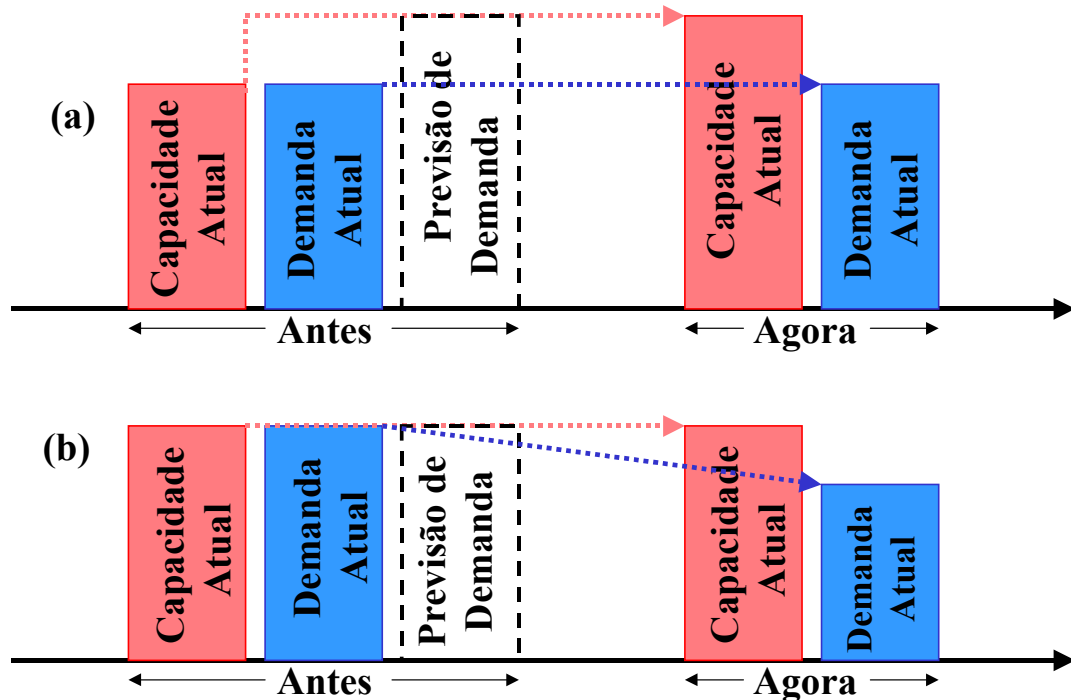 (a)
Capacidade
Atual
Demanda
Atual
Previsão de
Demanda
Capacidade
Atual
Demanda
Atual
Antes
Agora
(b)
Capacidade
Atual
Demanda
Atual
Previsão de
Demanda
Capacidade
Atual
Demanda
Atual
Antes
Agora